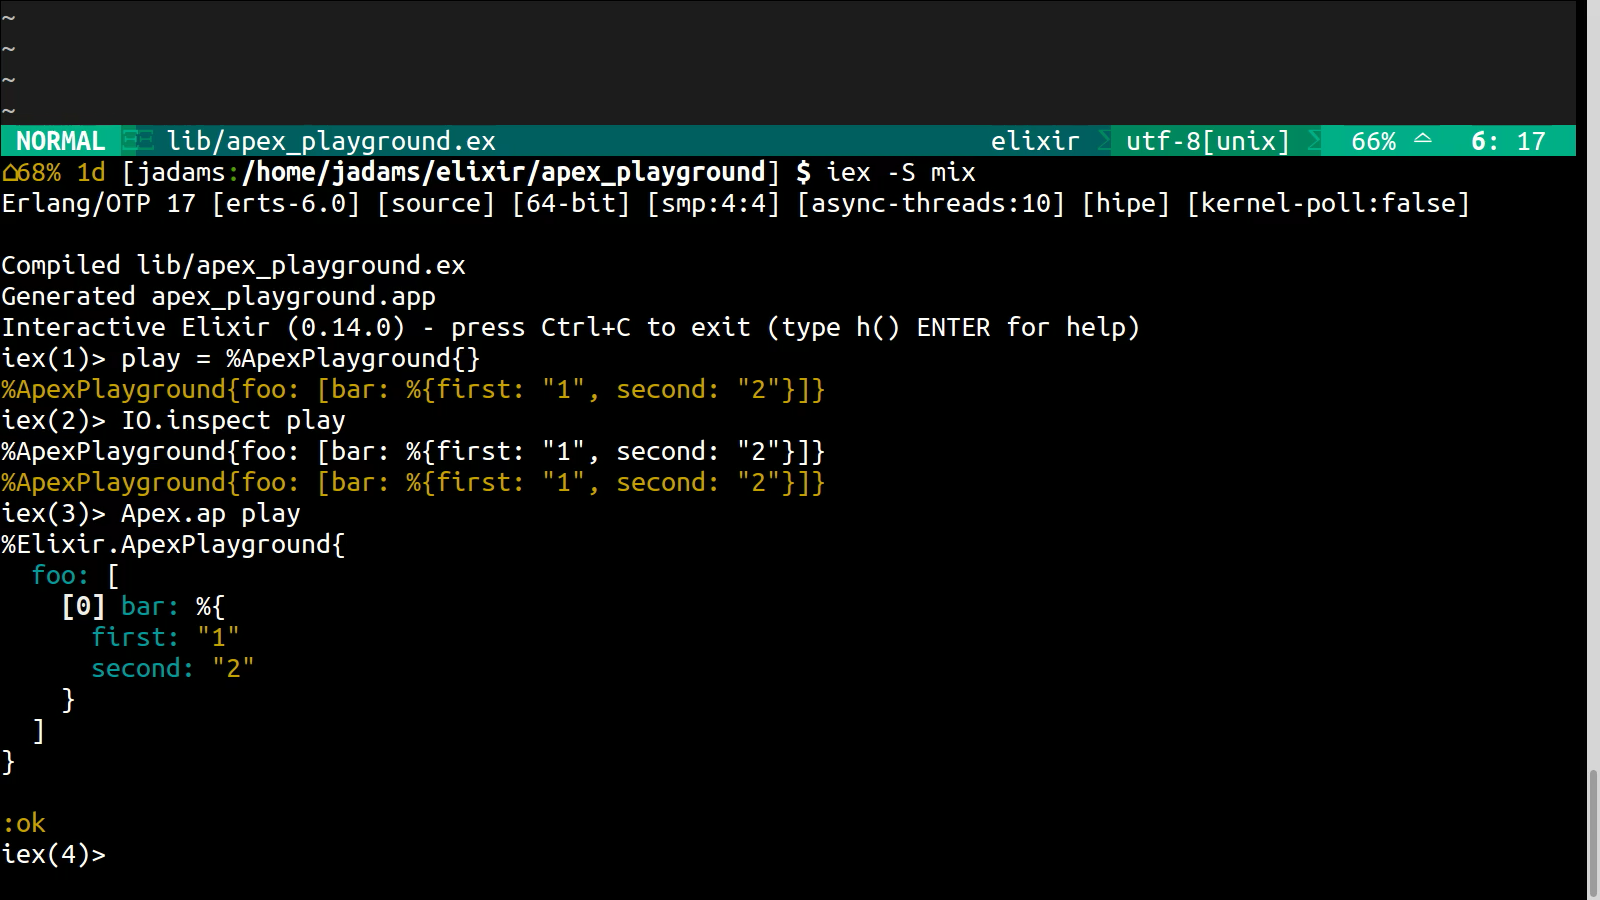 ~
~
~
~
NORMAL lib/apex_playground.ex elixir utf-8[unix] 66% 6: 17
68% 1d [jadams:/home/jadams/elixir/apex_playground] $ iex -S mix
Erlang/OTP 17 [erts-6.0] [source] [64-bit] [smp:4:4] [async-threads:10] [hipe] [kernel-poll:false]
Compiled lib/apex_playground.ex
Generated apex_playground.app
Interactive Elixir (0.14.0) - press Ctrl+C to exit (type h() ENTER for help)
iex(1)> play = %ApexPlayground{}
%ApexPlayground{foo: [bar: %{first: "1", second: "2"}]}
iex(2)> IO.inspect play
%ApexPlayground{foo: [bar: %{first: "1", second: "2"}]}
%ApexPlayground{foo: [bar: %{first: "1", second: "2"}]}
iex(3)> Apex.ap play
%Elixir.ApexPlayground{
  foo: [
    [0] bar: %{
      first: "1"
      second: "2"
    }
  ]
}
:ok
iex(4)>